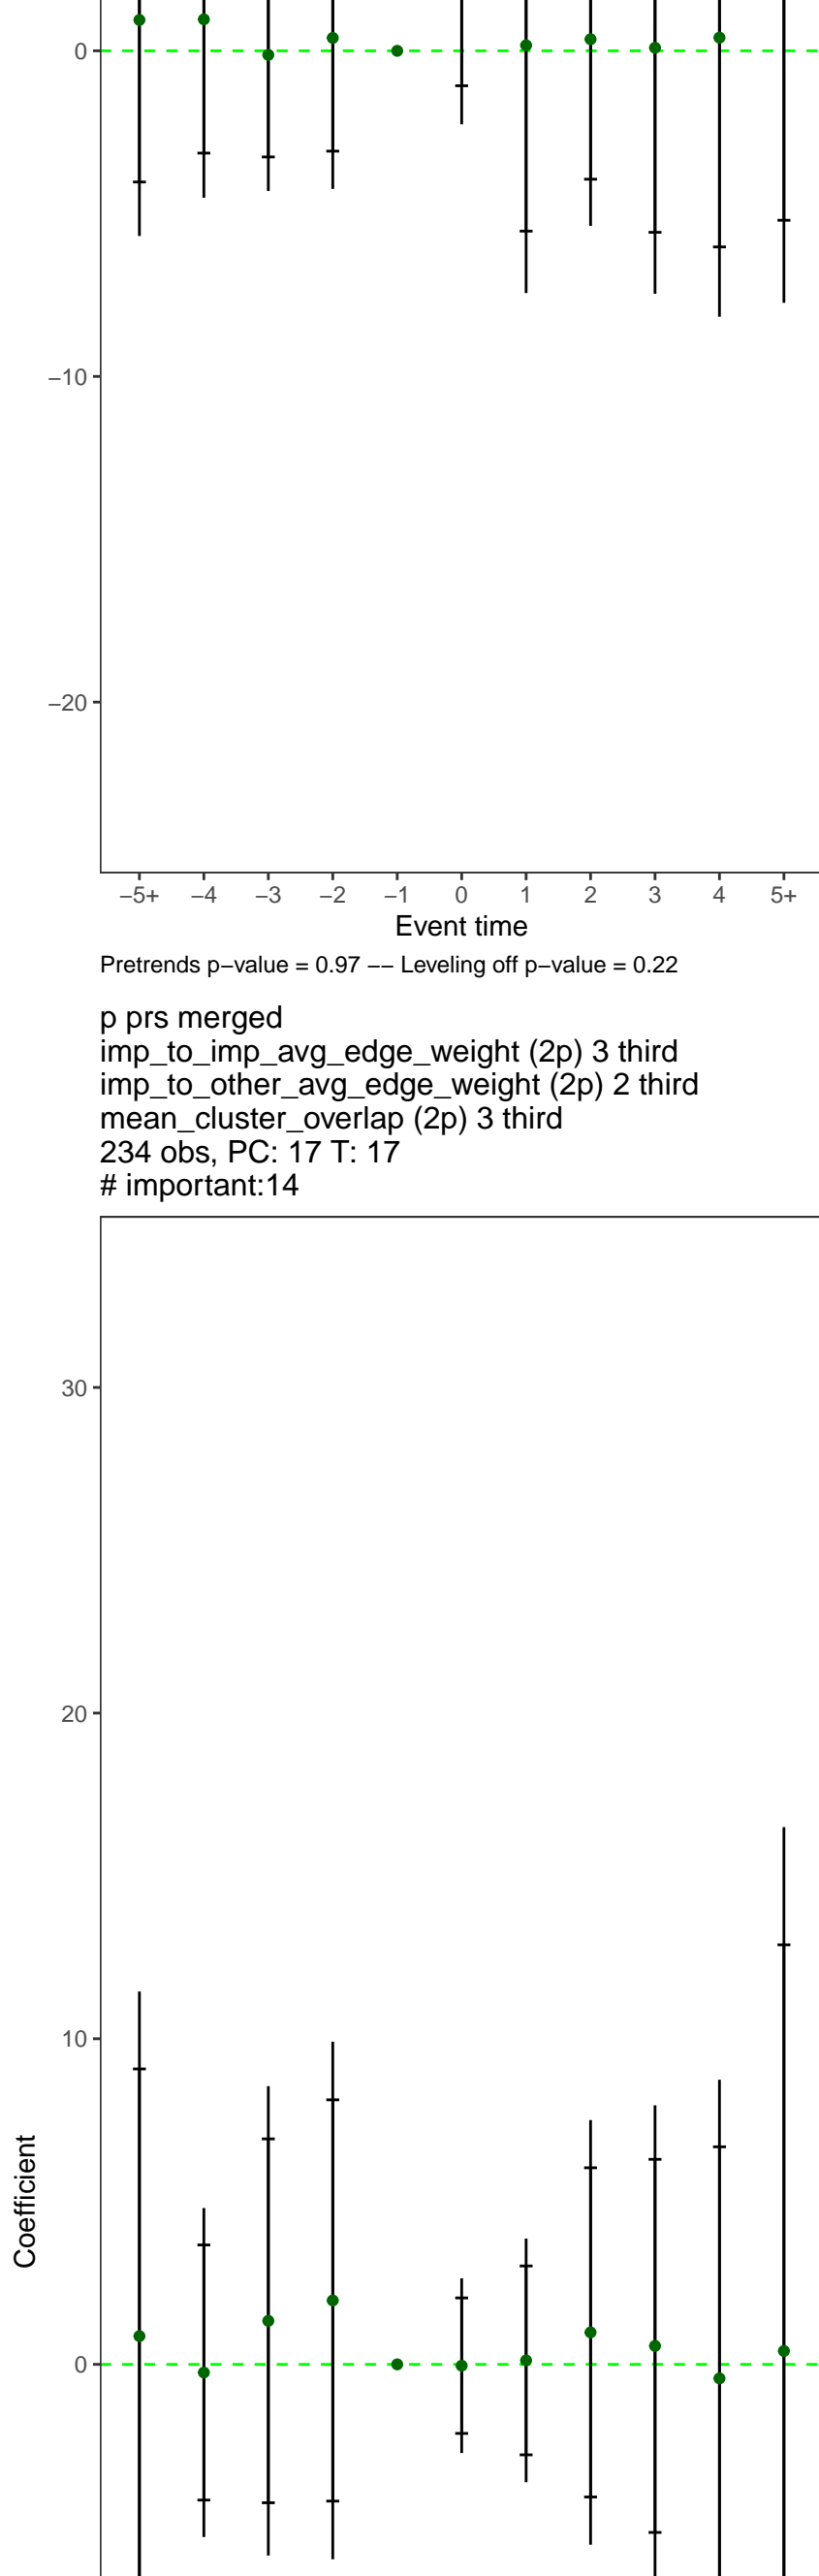 0
−10
−20
−5+ −4 −3 −2 −1 0 1 2 3 4 5+
Event time
Pretrends p−value = 0.97 −− Leveling off p−value = 0.22
p prs merged
imp_to_imp_avg_edge_weight (2p) 3 third
imp_to_other_avg_edge_weight (2p) 2 third
mean_cluster_overlap (2p) 3 third
234 obs, PC: 17 T: 17
# important:14
30
20
10
0
Coefficient